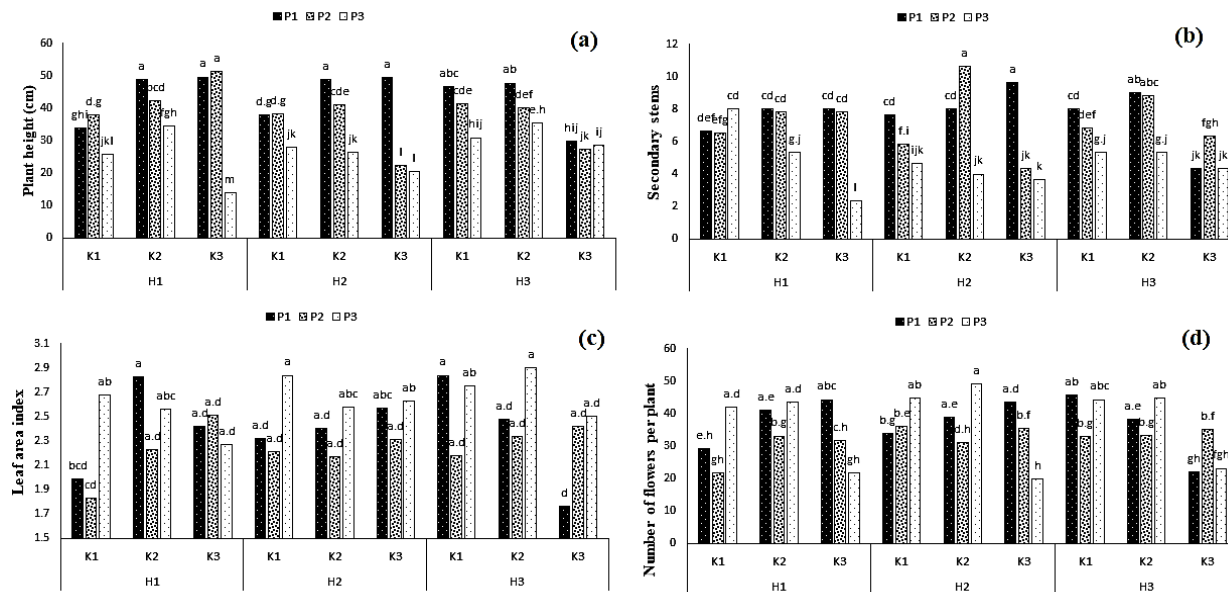 P1 P2 P3
(a)
Plant height (cm)
60
50
40
30
20
10
0
ghi d.g jkl a bcd fgh a a m d.g d.g jk a cde jk a l l abc cde hij ab def e.h hij jk ij
K1 K2 K3 K1 K2 K3 K1 K2 K3
H1 H2 H3
P1 P2 P3
(b)
Secondary stems
12
10
8
6
4
2
0
def efg cd cd cd g.j cd cd l cd f.i ijk cd a jk a jk k cd def g.j ab abc g.j jk fgh jk
K1 K2 K3 K1 K2 K3 K1 K2 K3
H1 H2 H3
P1 P2 P3
(c)
Leaf area index
3.1
2.9
2.7
2.5
2.3
2.1
1.9
1.7
1.5
bcd cd ab a a.d abc a.d a.d a.d a.d a.d a a.d a.d abc a.d a.d ab a a.d ab a.d a.d a d a.d a.d
K1 K2 K3 K1 K2 K3 K1 K2 K3
H1 H2 H3
P1 P2 P3
(d)
Number of flowers per plant
60
50
40
30
20
10
0
e.h gh a.d a.e b.g a.d abc c.h gh b.g b.e ab a.e d.h a a.d b.f h ab b.g abc a.e b.g ab gh b.f fgh
K1 K2 K3 K1 K2 K3 K1 K2 K3
H1 H2 H3